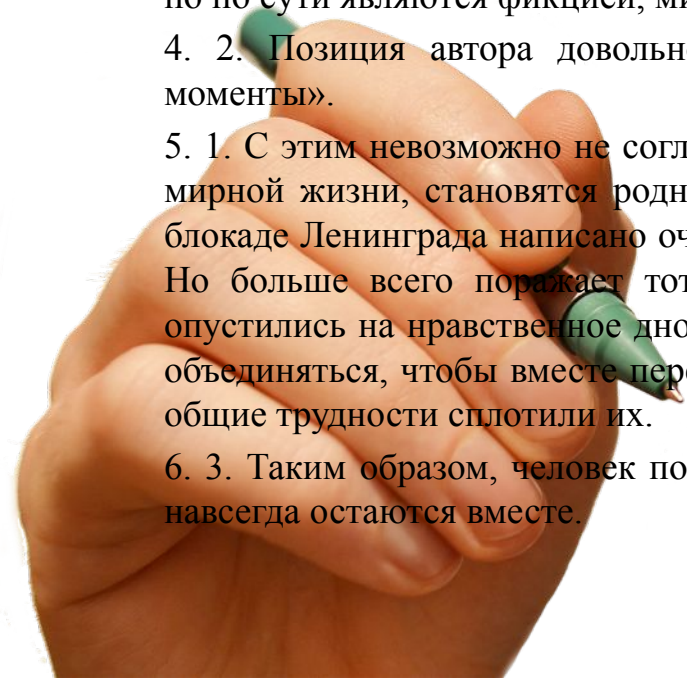 но по сути являются фикцией, ми
4. 2. Позиция автора довольн
моменты».
5. 1. С этим невозможно не согл
мирной жизни, становятся родн
блокаде Ленинграда написано оч
Но больше всего поражает тот
опустились на нравственное дно
объединяться, чтобы вместе пер
общие трудности сплотили их.
6. 3. Таким образом, человек по
навсегда остаются вместе.